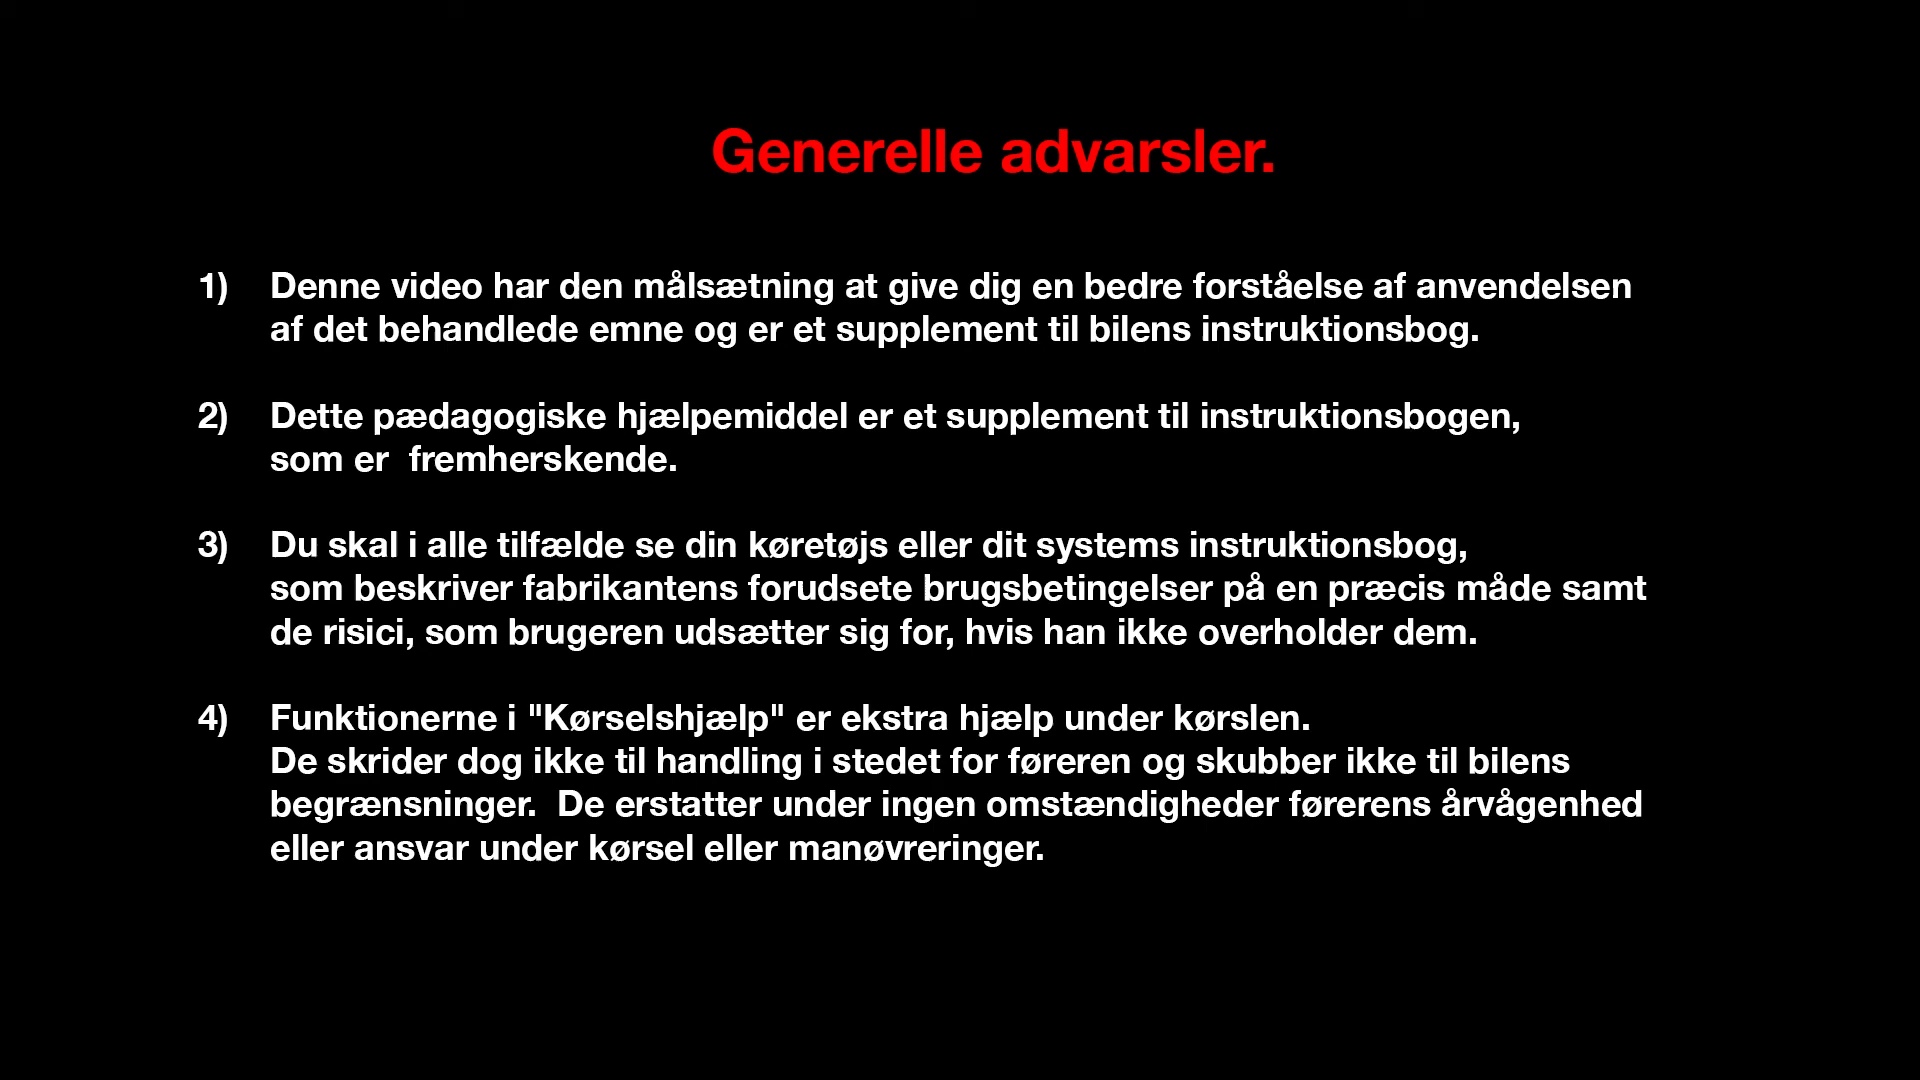 Generelle advarsler.
1) Denne video har den målsætning at give dig en bedre forståelse af anvendelsen
af det behandlede emne og er et supplement til bilens instruktionsbog.
2) Dette pædagogiske hjælpemiddel er et supplement til instruktionsbogen,
som er  fremherskende.
3) Du skal i alle tilfælde se din køretøjs eller dit systems instruktionsbog,
som beskriver fabrikantens forudsete brugsbetingelser på en præcis måde samt
de risici, som brugeren udsætter sig for, hvis han ikke overholder dem.
4) Funktionerne i "Kørselshjælp" er ekstra hjælp under kørslen.
De skrider dog ikke til handling i stedet for føreren og skubber ikke til bilens
begrænsninger.  De erstatter under ingen omstændigheder førerens årvågenhed
eller ansvar under kørsel eller manøvreringer.